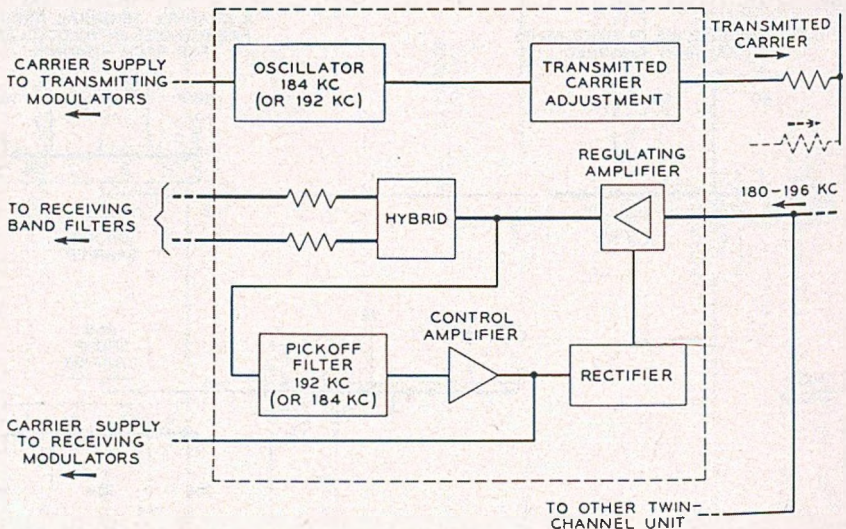 TRANSMITTED
CARRIER
CARRIER SUPPLY
TO TRANSMITTING
MODULATORS
OSCILLATOR
184 KC
(OR 192 KC)
TRANSMITTED
CARRIER
ADJUSTMENT
REGULATING
AMPLIFIER
180-196 KC
TO RECEIVING
BAND FILTERS
HYBRID
CONTROL
AMPLIFIER
PICKOFF
FILTER
192 KC
(OR 184 KC)
RECTIFIER
CARRIER SUPPLY
TO RECEIVING
MODULATORS
TO OTHER TWIN-
CHANNEL UNIT